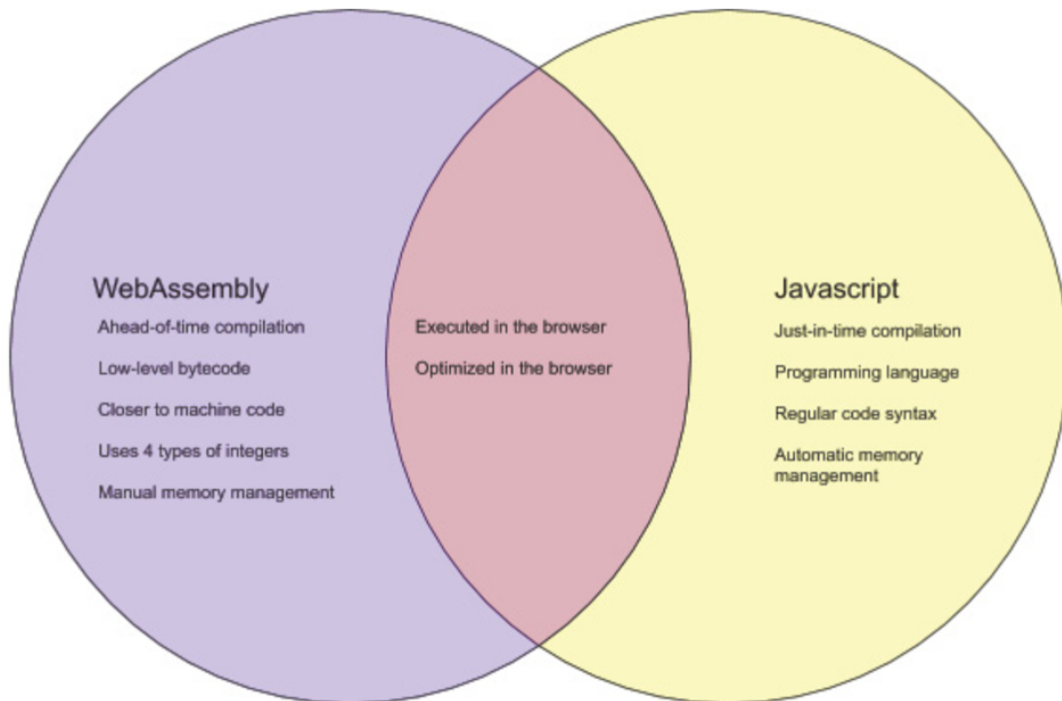 WebAssembly
Ahead-of-time compilation
Low-level bytecode
Closer to machine code
Uses 4 types of integers
Manual memory management
Executed in the browser
Optimized in the browser
Javascript
Just-in-time compilation
Programming language
Regular code syntax
Automatic memory
management